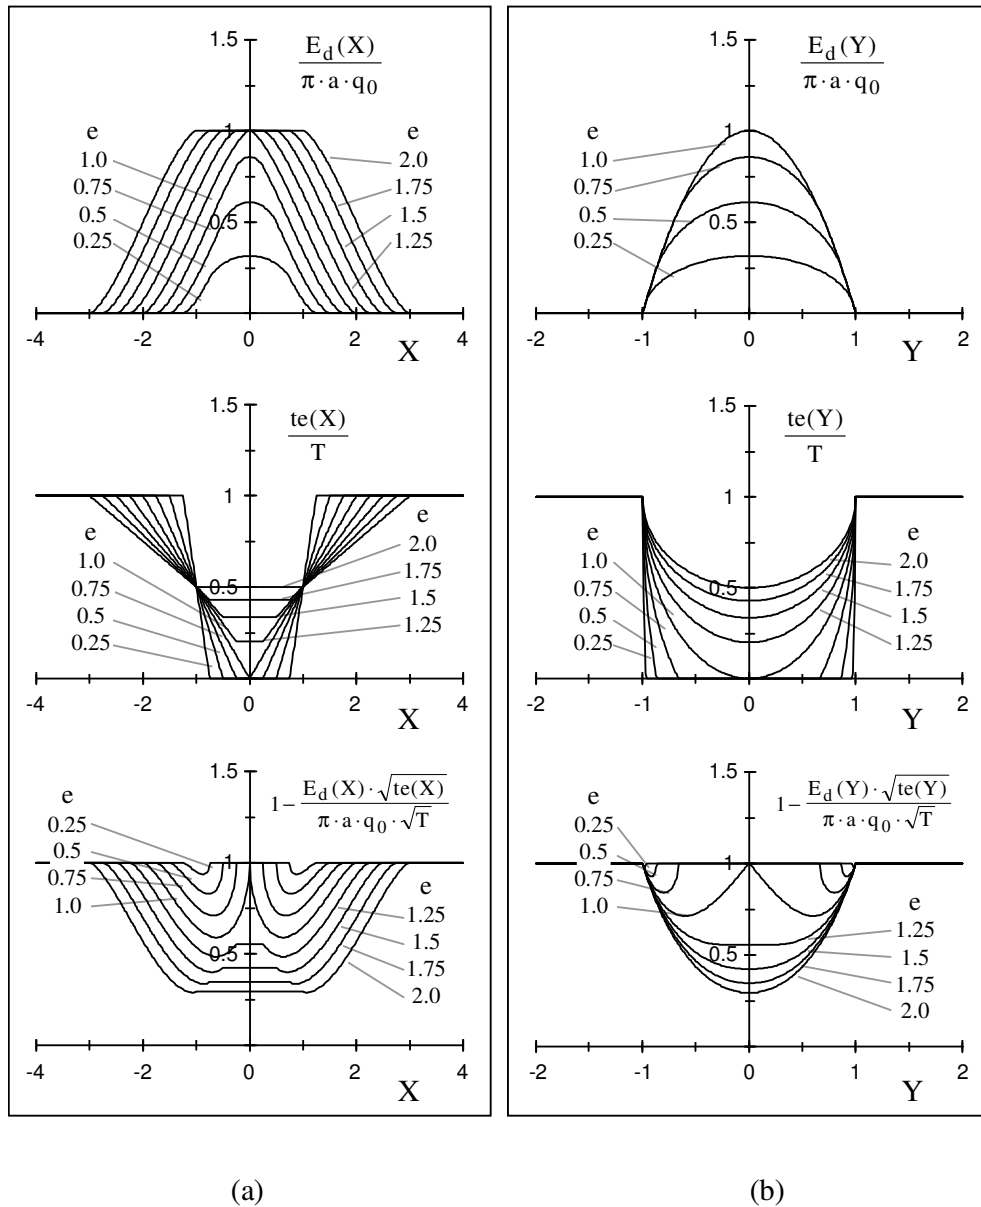 1.5
E_d(X)
π · a · q_0
e
1
e
1.0
2.0
0.75
1.75
0.5
0.5
1.5
0.25
1.25
-4 -2 0 2 4
X
1.5
te(X)
T
1
e
e
1.0
2.0
0.75
0.5
1.75
0.5
1.5
0.25
1.25
-4 -2 0 2 4
X
1.5
1 − E_d(X) · √te(X)
π · a · q_0 · √T
e
0.25
0.5
1
0.75
e
1.0
1.25
1.5
0.5
1.75
2.0
-4 -2 0 2 4
X
(a)
1.5
E_d(Y)
π · a · q_0
e
1
1.0
0.75
0.5
0.5
0.25
-2 -1 0 1 2
Y
1.5
te(Y)
T
1
e
e
1.0
2.0
0.75
0.5
1.75
0.5
1.5
0.25
1.25
-2 -1 0 1 2
Y
1.5
1 − E_d(Y) · √te(Y)
π · a · q_0 · √T
e
0.25
0.5
1
0.75
e
1.0
1.25
0.5
1.5
1.75
2.0
-2 -1 0 1 2
Y
(b)